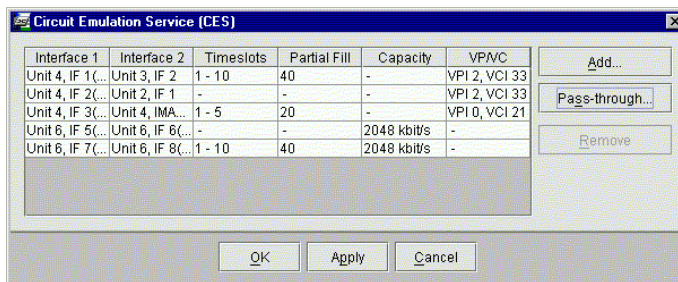 Circuit Emulation Service (CES)
Interface 1 Interface 2 Timeslots Partial Fill Capacity VP/VC
Unit 4, IF 1(... Unit 3, IF 2 1 - 10 40 - VPI 2, VCI 33
Unit 4, IF 2(... Unit 2, IF 1 - - - VPI 2, VCI 33
Unit 4, IF 3(... Unit 4, IMA... 1 - 5 20 - VPI 0, VCI 21
Unit 6, IF 5(... Unit 6, IF 6(... - - 2048 kbit/s -
Unit 6, IF 7(... Unit 6, IF 8(... 1 - 10 40 2048 kbit/s -
Add...
Pass-through...
Remove
OK Apply Cancel